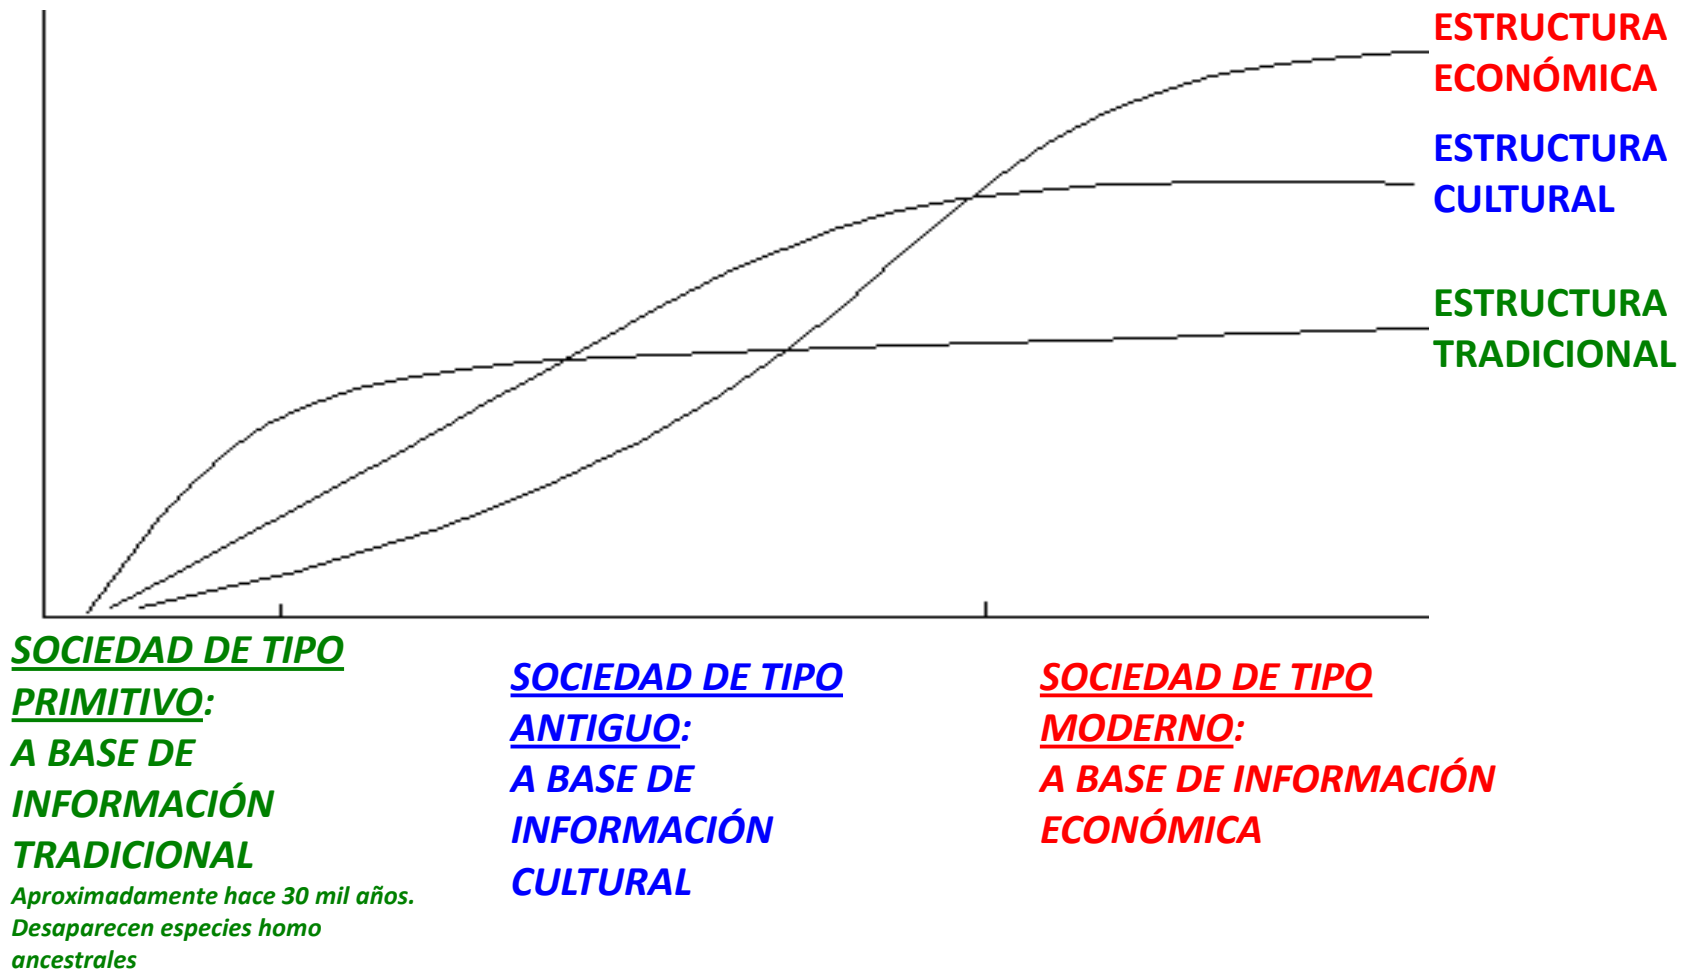 ESTRUCTURA
ECONÓMICA
ESTRUCTURA
CULTURAL
ESTRUCTURA
TRADICIONAL
SOCIEDAD DE TIPO
PRIMITIVO:
A BASE DE
INFORMACIÓN
TRADICIONAL
Aproximadamente hace 30 mil años.
Desaparecen especies homo
ancestrales
SOCIEDAD DE TIPO
ANTIGUO:
A BASE DE
INFORMACIÓN
CULTURAL
SOCIEDAD DE TIPO
MODERNO:
A BASE DE INFORMACIÓN
ECONÓMICA